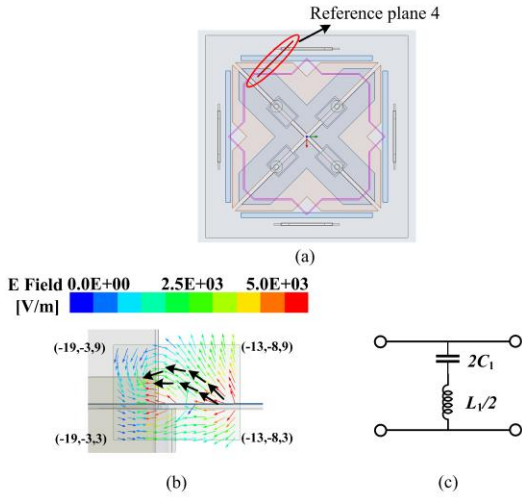 Reference plane 4
(a)
E Field 0.0E+00 2.5E+03 5.0E+03
[V/m]
(-19,-3,9) (-13,-8,9)
(-19,-3,3) (-13,-8,3)
(b)
2C1
L1/2
(c)